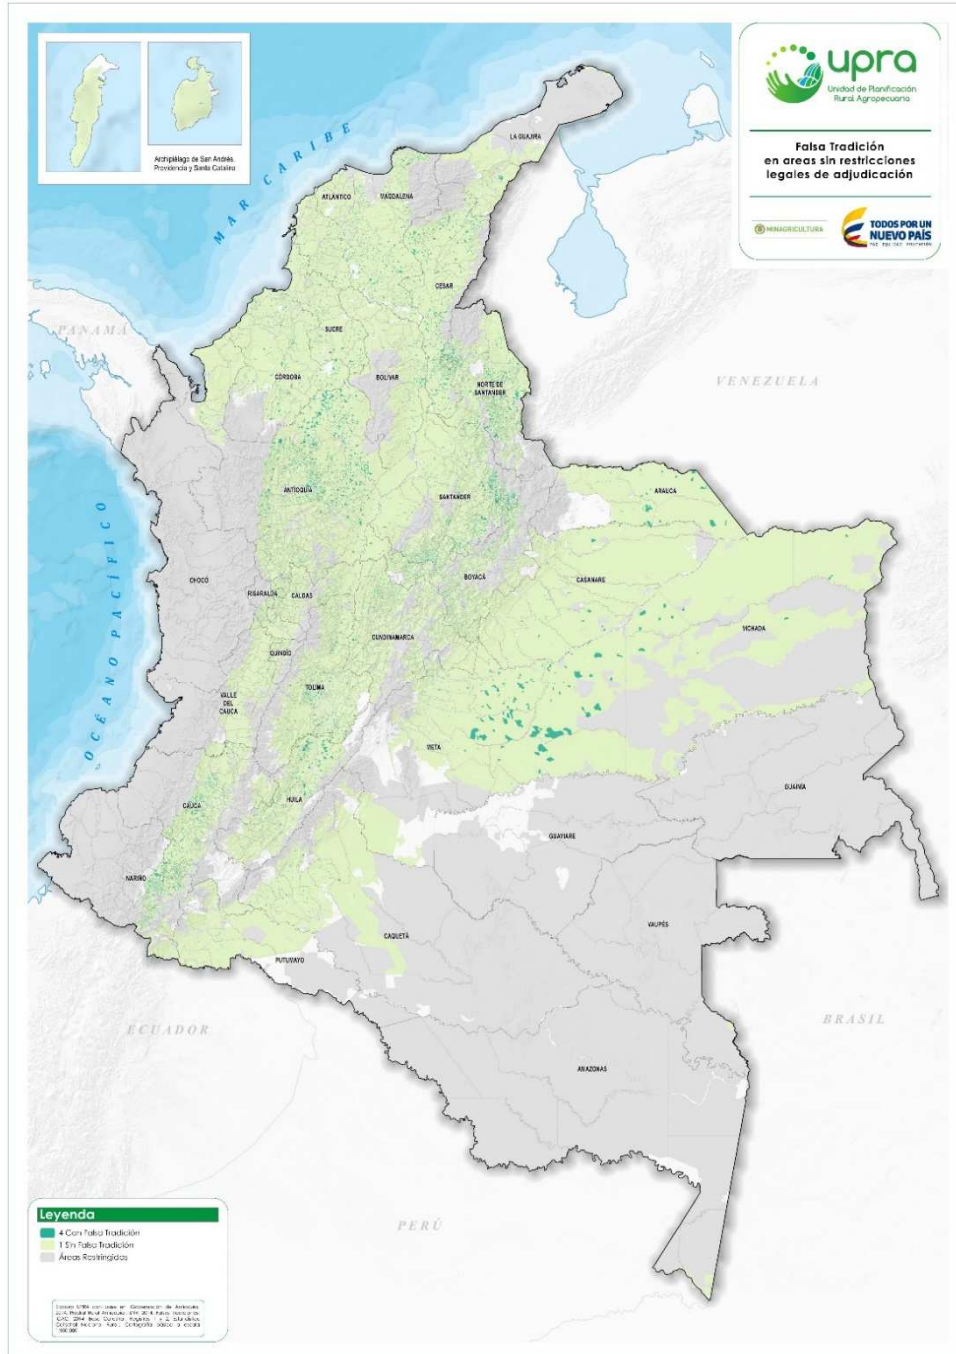 upra
Unidad de Planificación
Rural Agropecuaria
Falsa Tradición
en areas sin restricciones
legales de adjudicación
MINAGRICULTURA
TODOS POR UN
NUEVO PAÍS
PAZ EQUIDAD EDUCACIÓN
Archipiélago de San Andrés,
Providencia y Santa Catalina
MAR CARIBE
LA GUAJIRA
ATLÁNTICO
MAGDALENA
CESAR
PANAMÁ
SUCRE
CÓRDOBA
BOLÍVAR
NORTE DE
SANTANDER
VENEZUELA
ANTIOQUIA
SANTANDER
ARAUCA
OCÉANO PACÍFICO
CHOCÓ
RISARALDA
CALDAS
BOYACÁ
CASANARE
CUNDINAMARCA
VICHADA
QUINDÍO
TOLIMA
VALLE
DEL
CAUCA
META
CAUCA
HUILA
GUAINÍA
GUAVIARE
NARIÑO
CAQUETÁ
VAUPÉS
PUTUMAYO
ECUADOR
BRASIL
AMAZONAS
PERÚ
Leyenda
4 Con Falsa Tradición
1 Sin Falsa Tradición
Áreas Restringidas